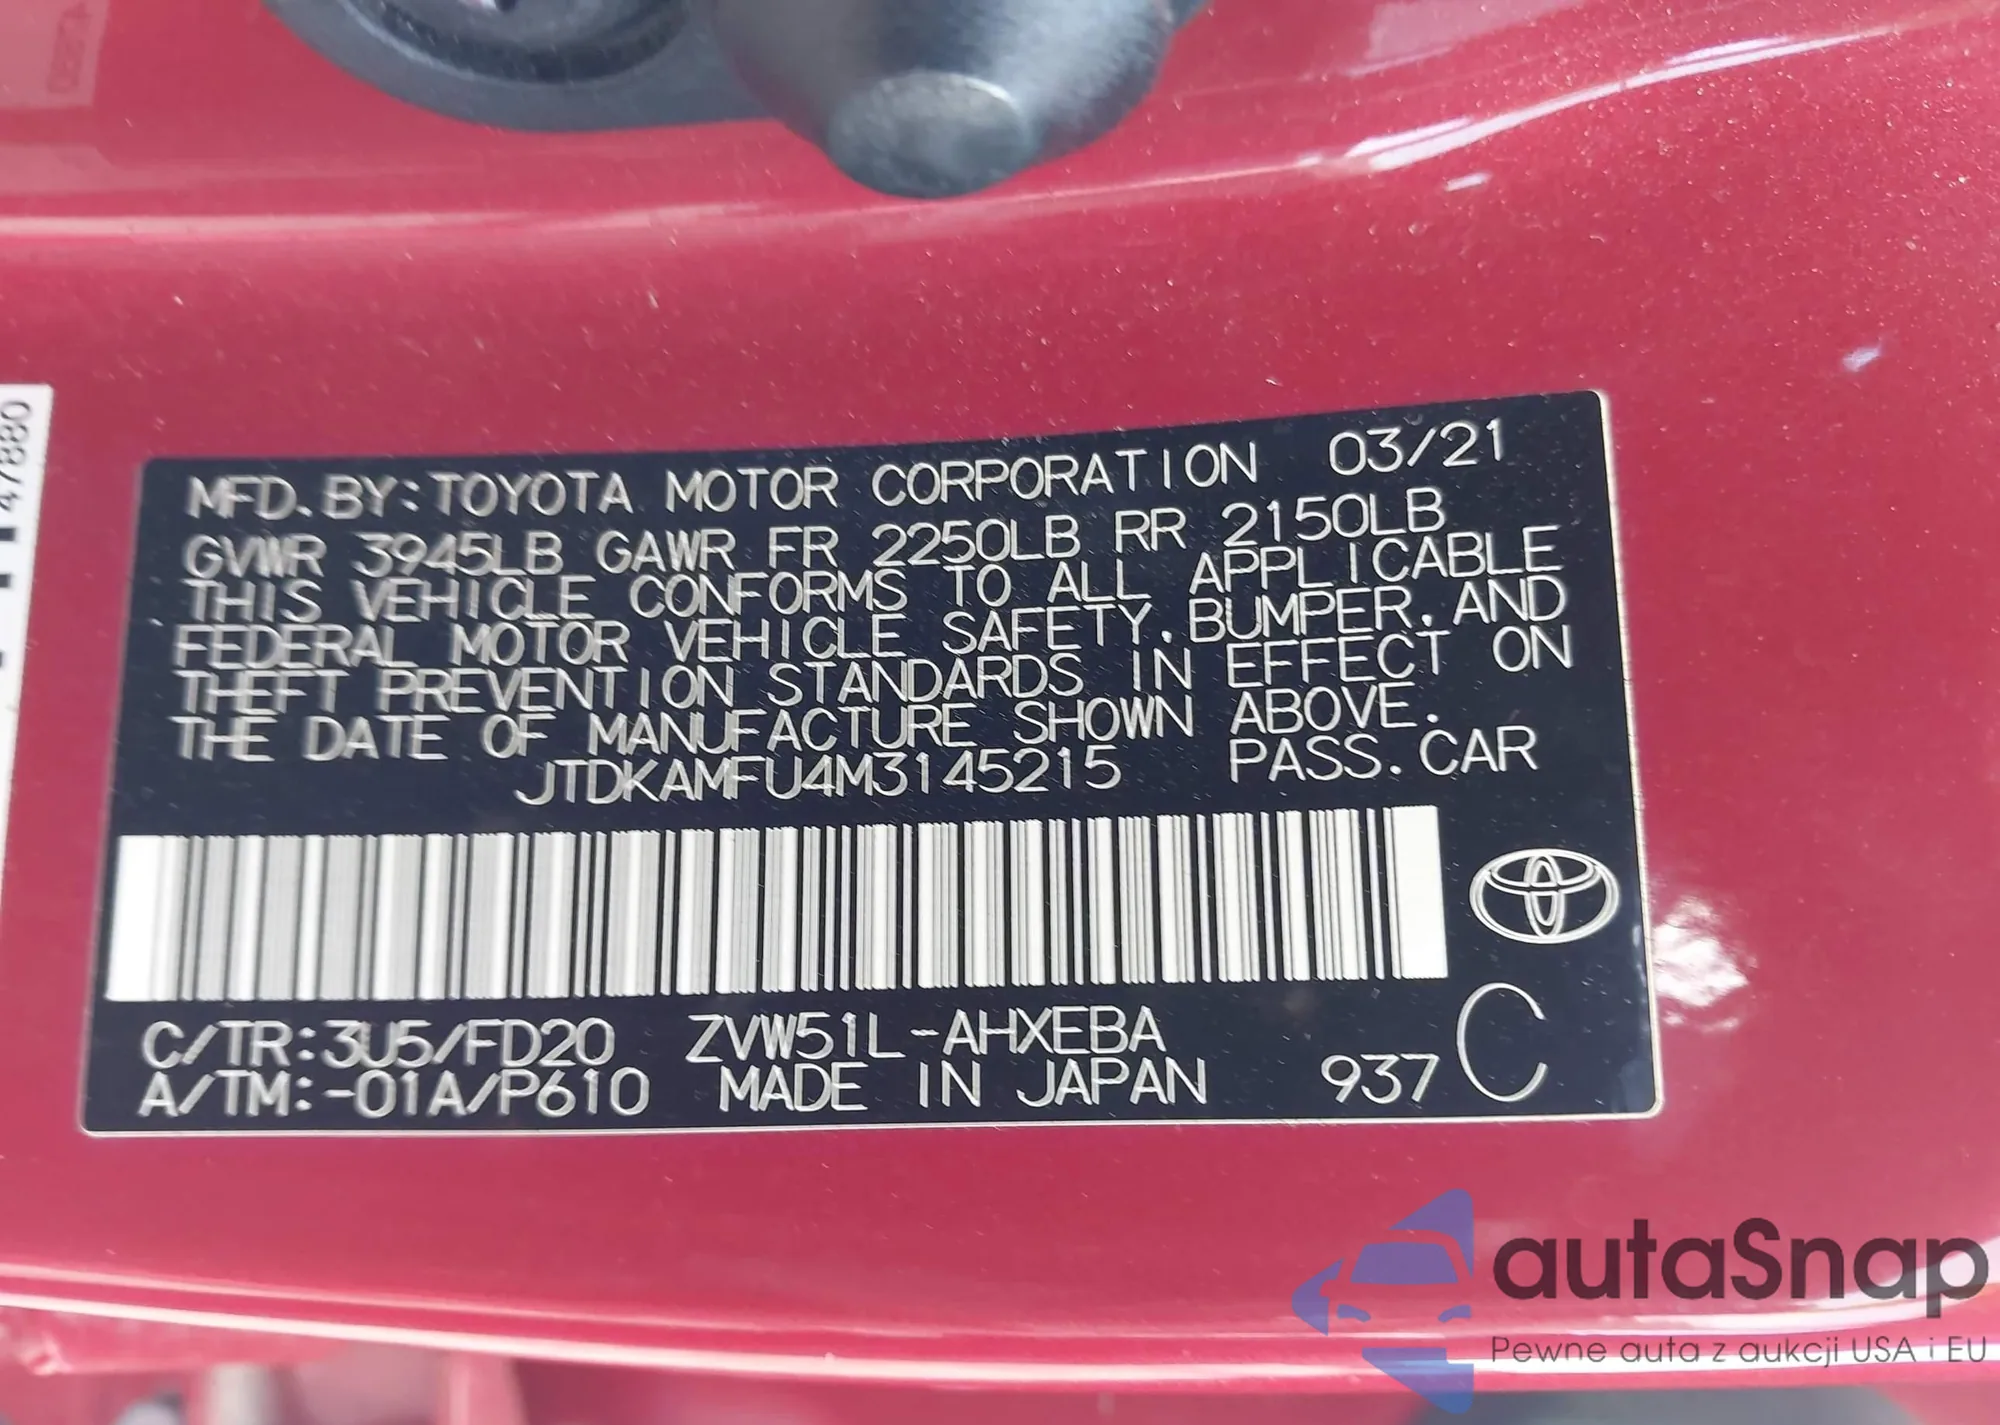 MFD. BY: TOYOTA MOTOR CORPORATION 03/21
GVWR 3945LB GAWR FR 2250LB RR 2150LB
THIS VEHICLE CONFORMS TO ALL APPLICABLE
FEDERAL MOTOR VEHICLE SAFETY, BUMPER, AND
THEFT PREVENTION STANDARDS IN EFFECT ON
THE DATE OF MANUFACTURE SHOWN ABOVE.
JTDKAMFU4M3145215 PASS. CAR
C/TR: 3U5/FD20 ZVW51L-AHXEBA
A/TM: -01A/P610 MADE IN JAPAN 937 C
47880
autaSnap
Pewne auta z aukcji USA i EU